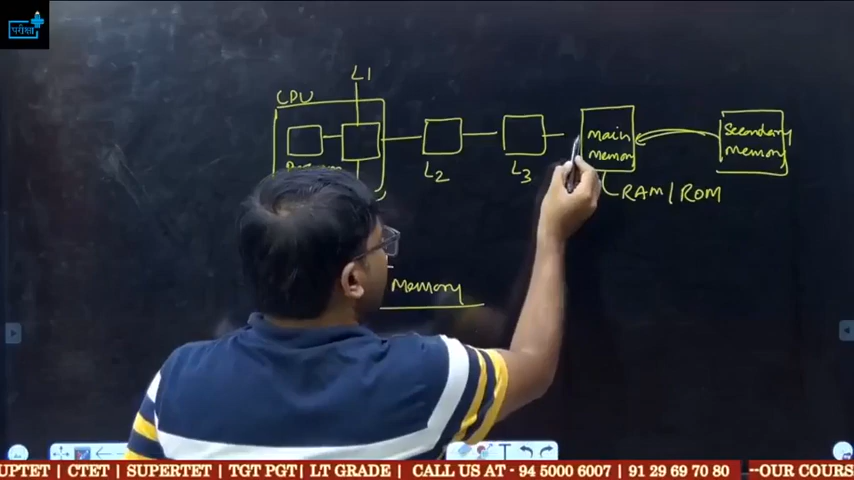 परीक्षा
L1
CPU
L2
L3
Main
Memory
Secondary
Memory
RAM/ROM
Memory
UPTET | CTET | SUPERTET | TGT PGT | LT GRADE | CALL US AT - 94 5000 6007 | 91 29 69 70 80 --OUR COURS